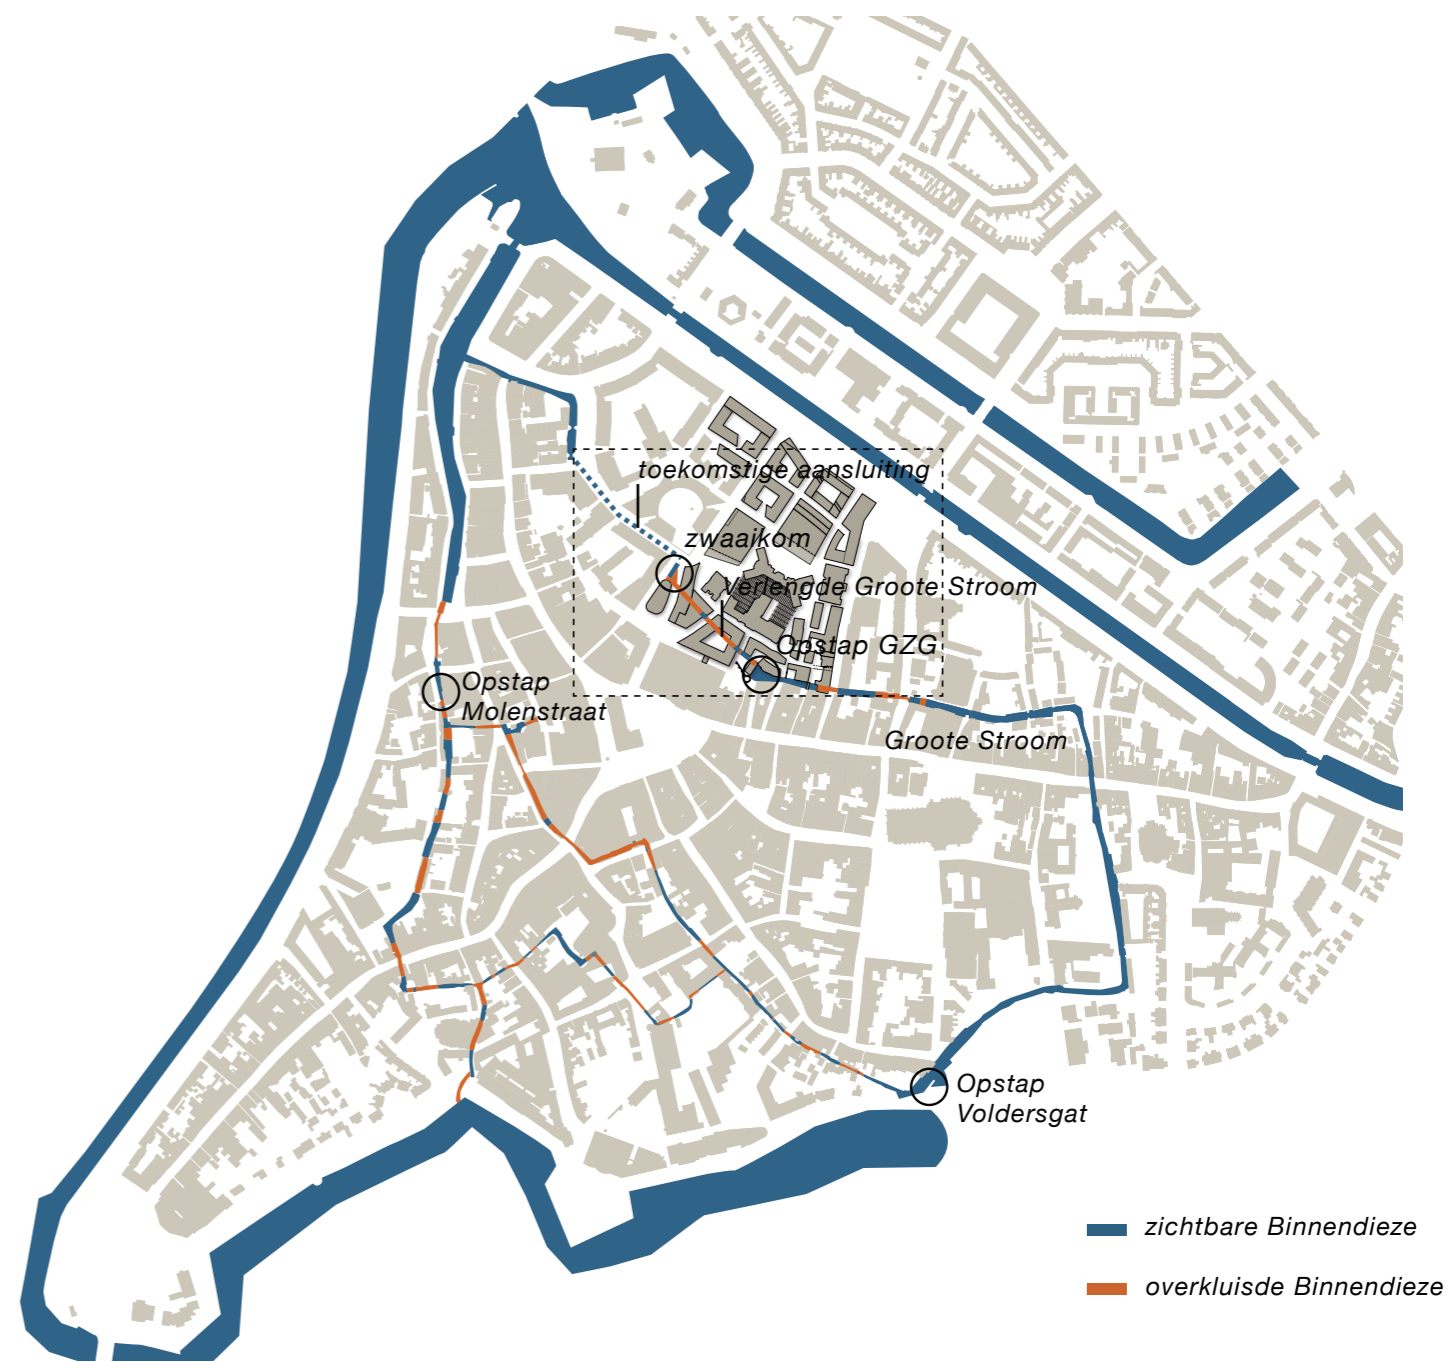 toekomstige aansluiting
zwaaikom
Verlengde Groote Stroom
Opstap GZG
Opstap
Molenstraat
Groote Stroom
Opstap
Voldersgat
zichtbare Binnendieze
overkluisde Binnendieze